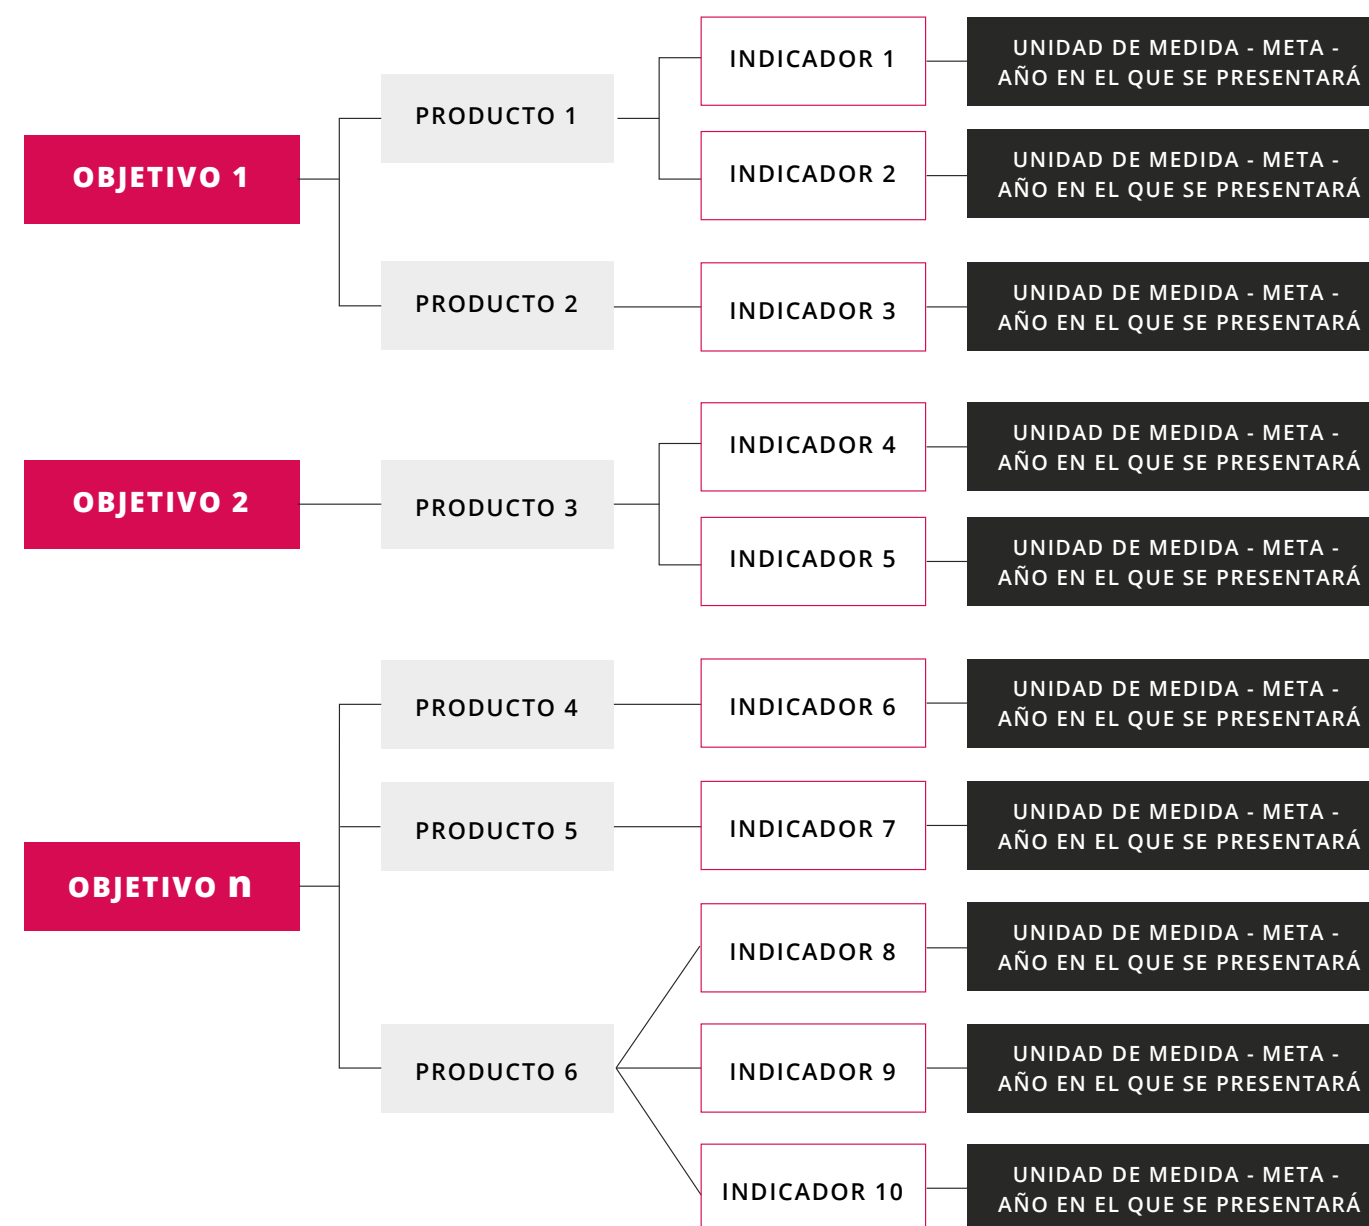 OBJETIVO 1
PRODUCTO 1
INDICADOR 1
UNIDAD DE MEDIDA - META -
AÑO EN EL QUE SE PRESENTARÁ
INDICADOR 2
UNIDAD DE MEDIDA - META -
AÑO EN EL QUE SE PRESENTARÁ
PRODUCTO 2
INDICADOR 3
UNIDAD DE MEDIDA - META -
AÑO EN EL QUE SE PRESENTARÁ
OBJETIVO 2
PRODUCTO 3
INDICADOR 4
UNIDAD DE MEDIDA - META -
AÑO EN EL QUE SE PRESENTARÁ
INDICADOR 5
UNIDAD DE MEDIDA - META -
AÑO EN EL QUE SE PRESENTARÁ
OBJETIVO n
PRODUCTO 4
INDICADOR 6
UNIDAD DE MEDIDA - META -
AÑO EN EL QUE SE PRESENTARÁ
PRODUCTO 5
INDICADOR 7
UNIDAD DE MEDIDA - META -
AÑO EN EL QUE SE PRESENTARÁ
PRODUCTO 6
INDICADOR 8
UNIDAD DE MEDIDA - META -
AÑO EN EL QUE SE PRESENTARÁ
INDICADOR 9
UNIDAD DE MEDIDA - META -
AÑO EN EL QUE SE PRESENTARÁ
INDICADOR 10
UNIDAD DE MEDIDA - META -
AÑO EN EL QUE SE PRESENTARÁ